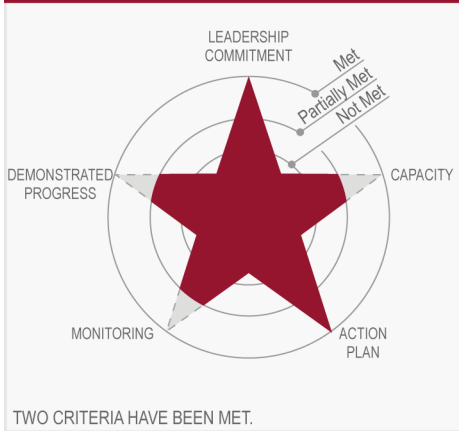 LEADERSHIP
COMMITMENT
Met
Partially Met
Not Met
DEMONSTRATED
PROGRESS
CAPACITY
MONITORING
ACTION
PLAN
TWO CRITERIA HAVE BEEN MET.